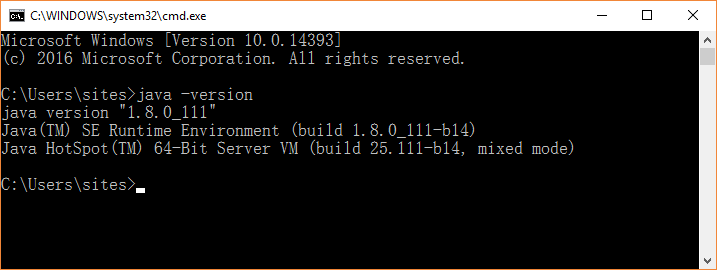 C:\WINDOWS\system32\cmd.exe
Microsoft Windows [Version 10.0.14393]
(c) 2016 Microsoft Corporation. All rights reserved.
C:\Users\sites>java -version
java version "1.8.0_111"
Java(TM) SE Runtime Environment (build 1.8.0_111-b14)
Java HotSpot(TM) 64-Bit Server VM (build 25.111-b14, mixed mode)
C:\Users\sites>